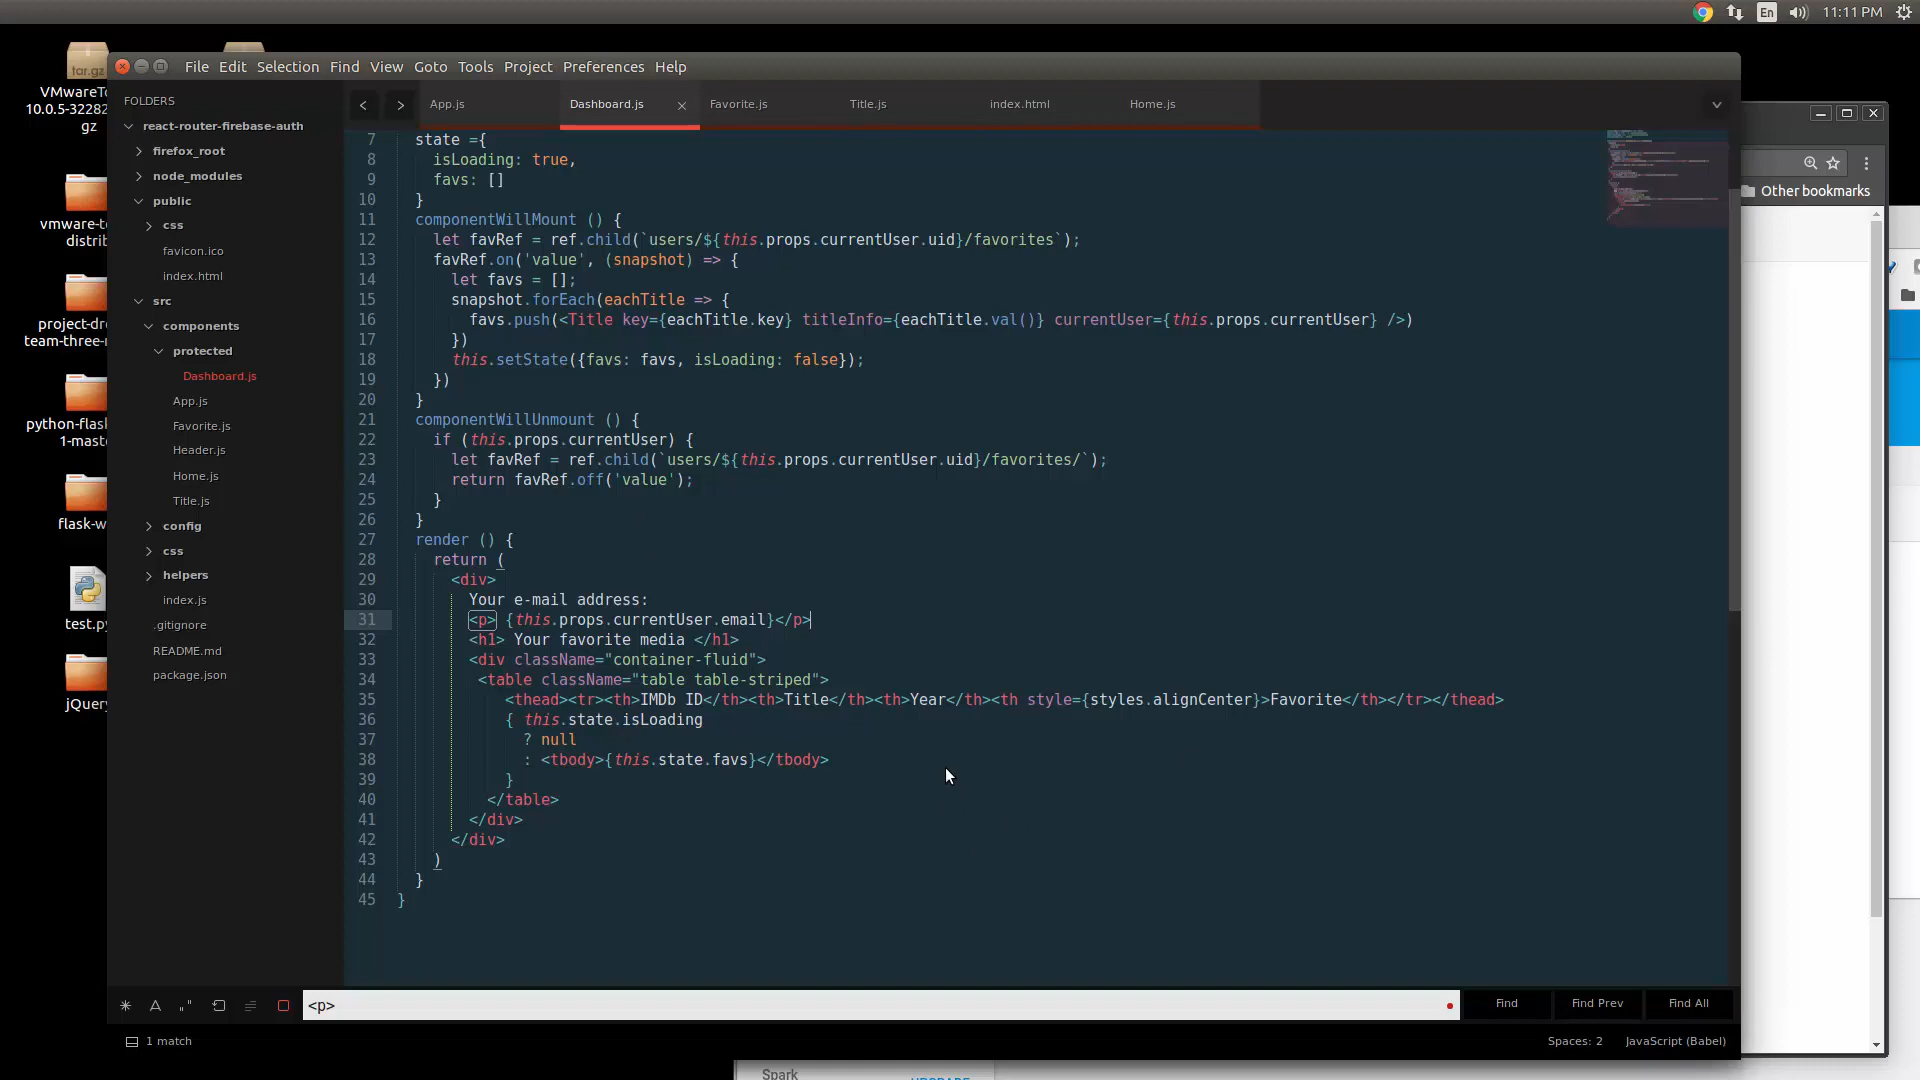 En
11:11 PM
tar.gz
VMwareTo
10.0.5-32282
gz
vmware-to
distrib
project-dre
team-three-r
python-flas
1-maste
flask-w
test.py
jQuery
File Edit Selection Find View Goto Tools Project Preferences Help
FOLDERS
react-router-firebase-auth
firefox_root
node_modules
public
css
favicon.ico
index.html
src
components
protected
Dashboard.js
App.js
Favorite.js
Header.js
Home.js
Title.js
config
css
helpers
index.js
.gitignore
README.md
package.json
App.js Dashboard.js Favorite.js Title.js index.html Home.js
7 state ={
8 isLoading: true,
9 favs: []
10 }
11 componentWillMount () {
12 let favRef = ref.child(`users/${this.props.currentUser.uid}/favorites`);
13 favRef.on('value', (snapshot) => {
14 let favs = [];
15 snapshot.forEach(eachTitle => {
16 favs.push(<Title key={eachTitle.key} titleInfo={eachTitle.val()} currentUser={this.props.currentUser} />)
17 })
18 this.setState({favs: favs, isLoading: false});
19 })
20 }
21 componentWillUnmount () {
22 if (this.props.currentUser) {
23 let favRef = ref.child(`users/${this.props.currentUser.uid}/favorites/`);
24 return favRef.off('value');
25 }
26 }
27 render () {
28 return (
29 <div>
30 Your e-mail address:
31 <p> {this.props.currentUser.email}</p>
32 <h1> Your favorite media </h1>
33 <div className="container-fluid">
34 <table className="table table-striped">
35 <thead><tr><th>IMDb ID</th><th>Title</th><th>Year</th><th style={styles.alignCenter}>Favorite</th></tr></thead>
36 { this.state.isLoading
37 ? null
38 : <tbody>{this.state.favs}</tbody>
39 }
40 </table>
41 </div>
42 </div>
43 )
44 }
45 }
Other bookmarks
<p>
Find Find Prev Find All
1 match
Spaces: 2 JavaScript (Babel)
Spark